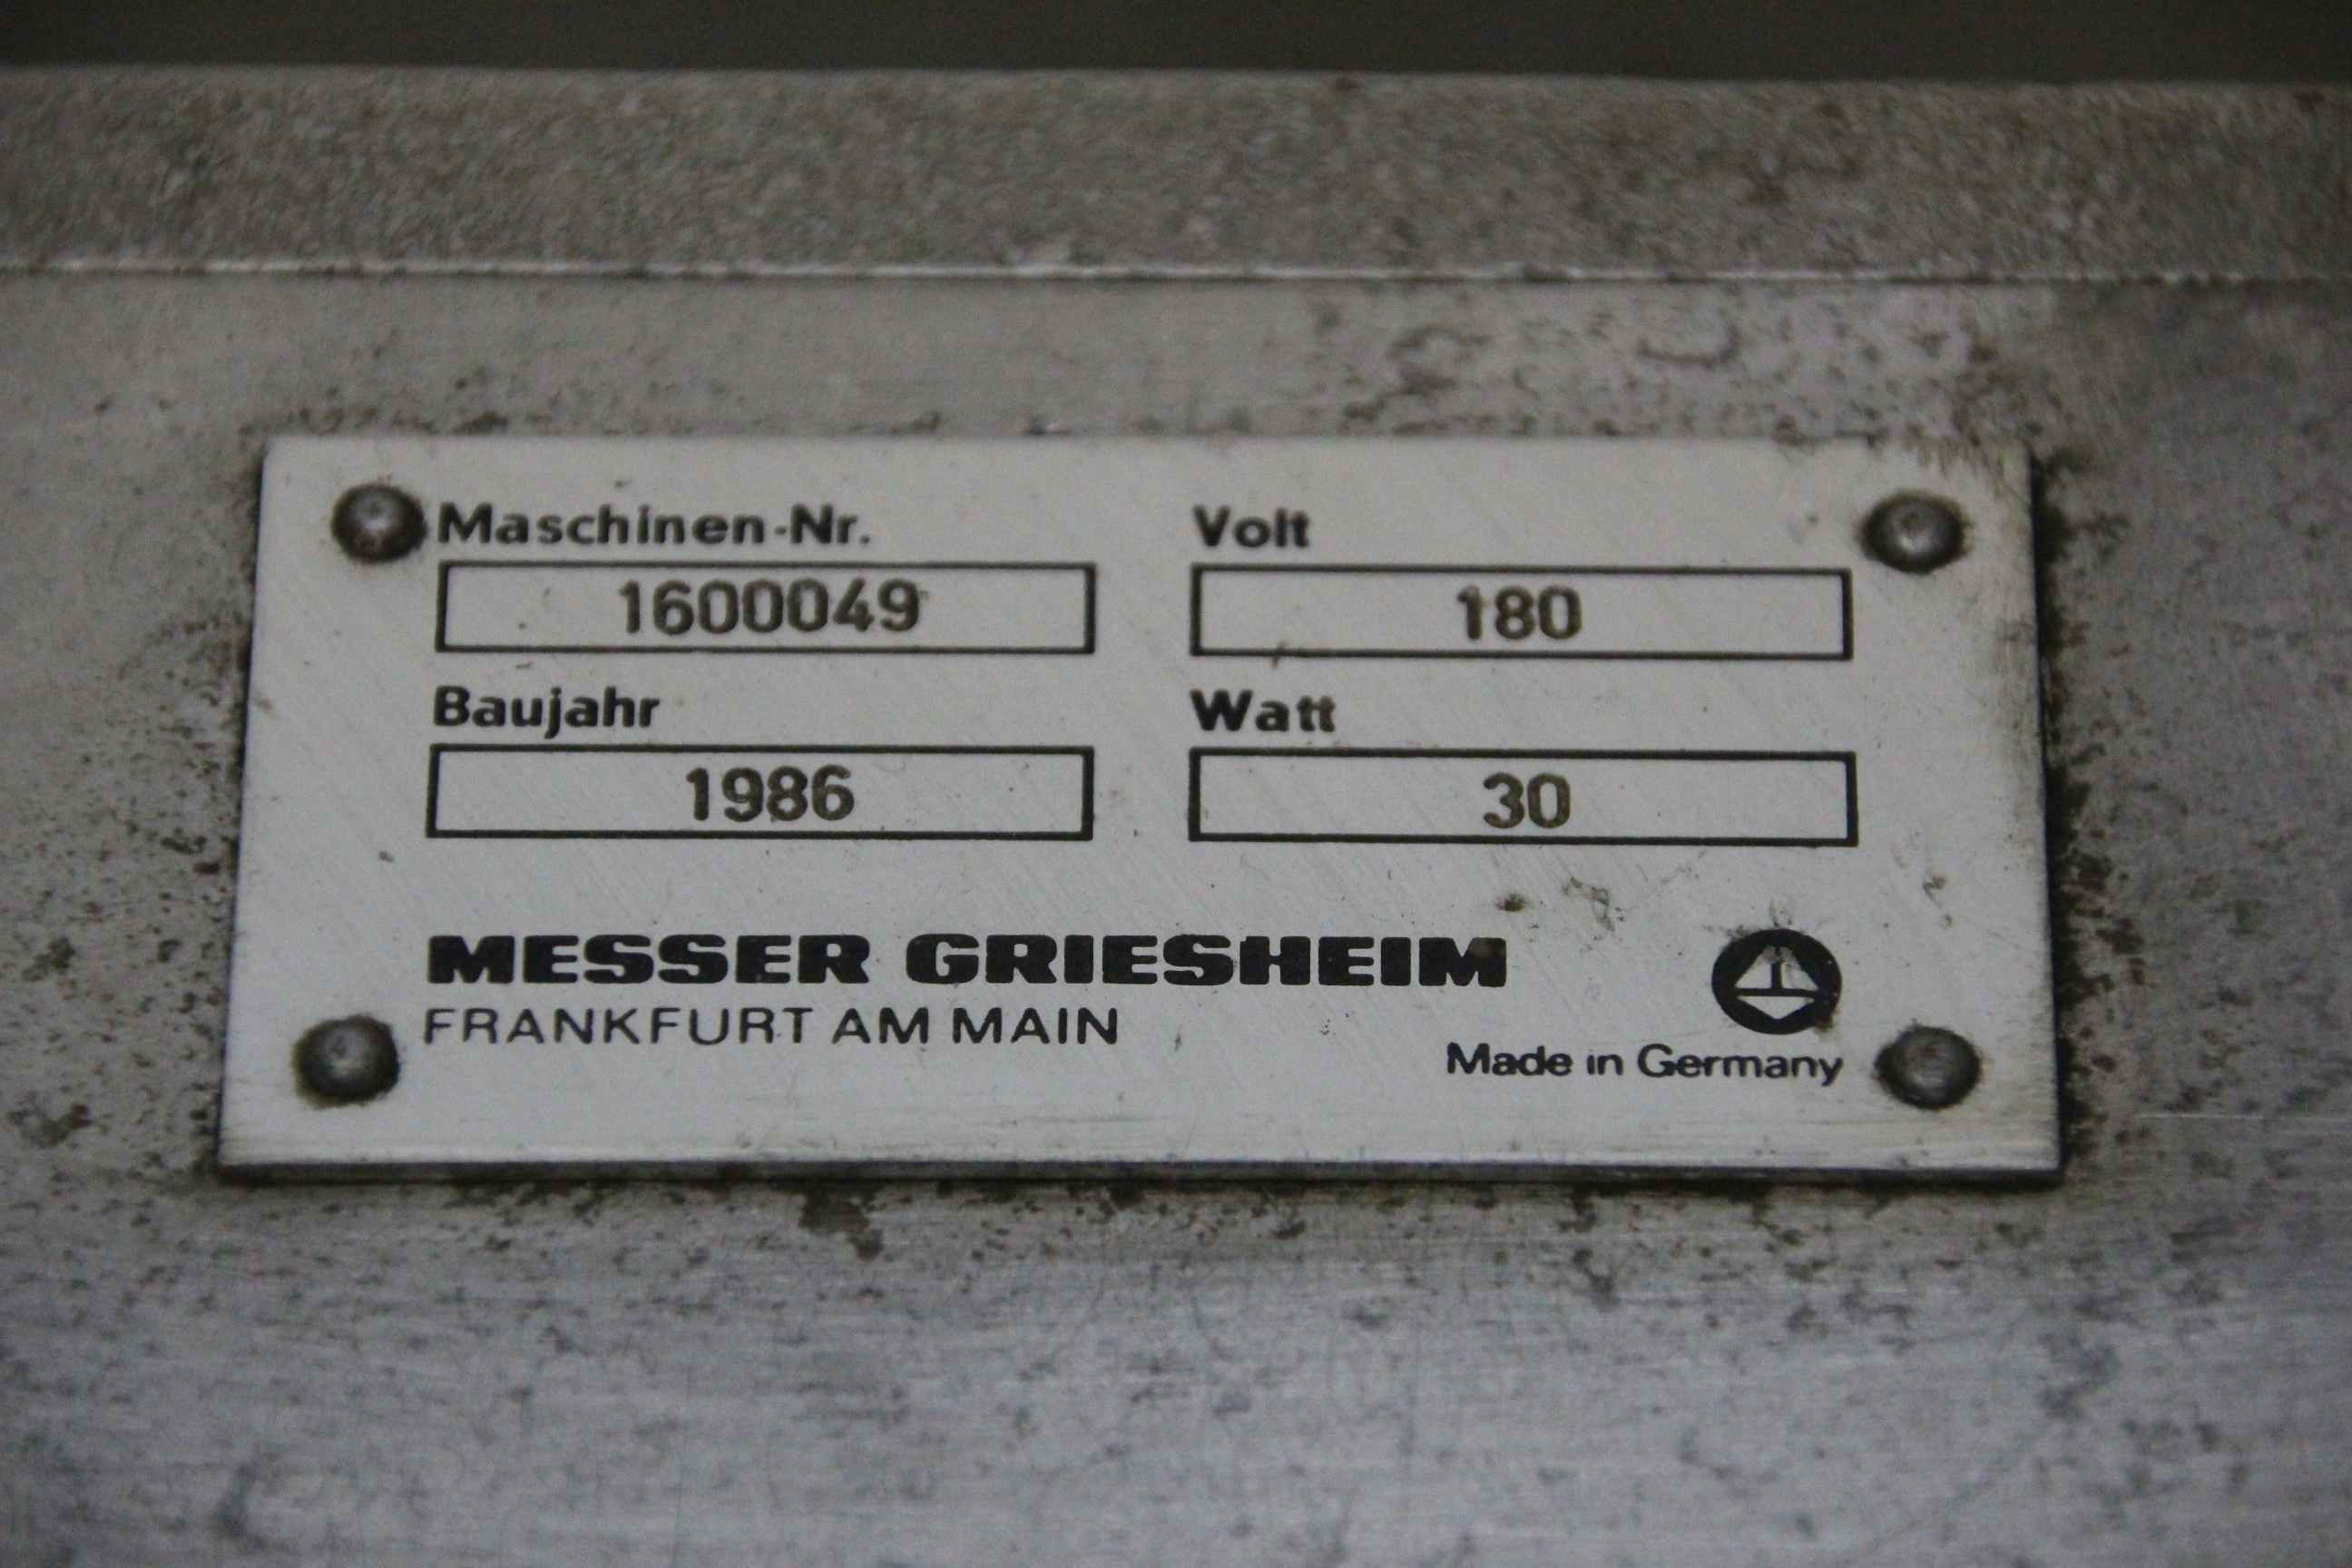 Maschinen-Nr.
1600049
Volt
180
Baujahr
1986
Watt
30
MESSER GRIESHEIM
FRANKFURT AM MAIN
Made in Germany